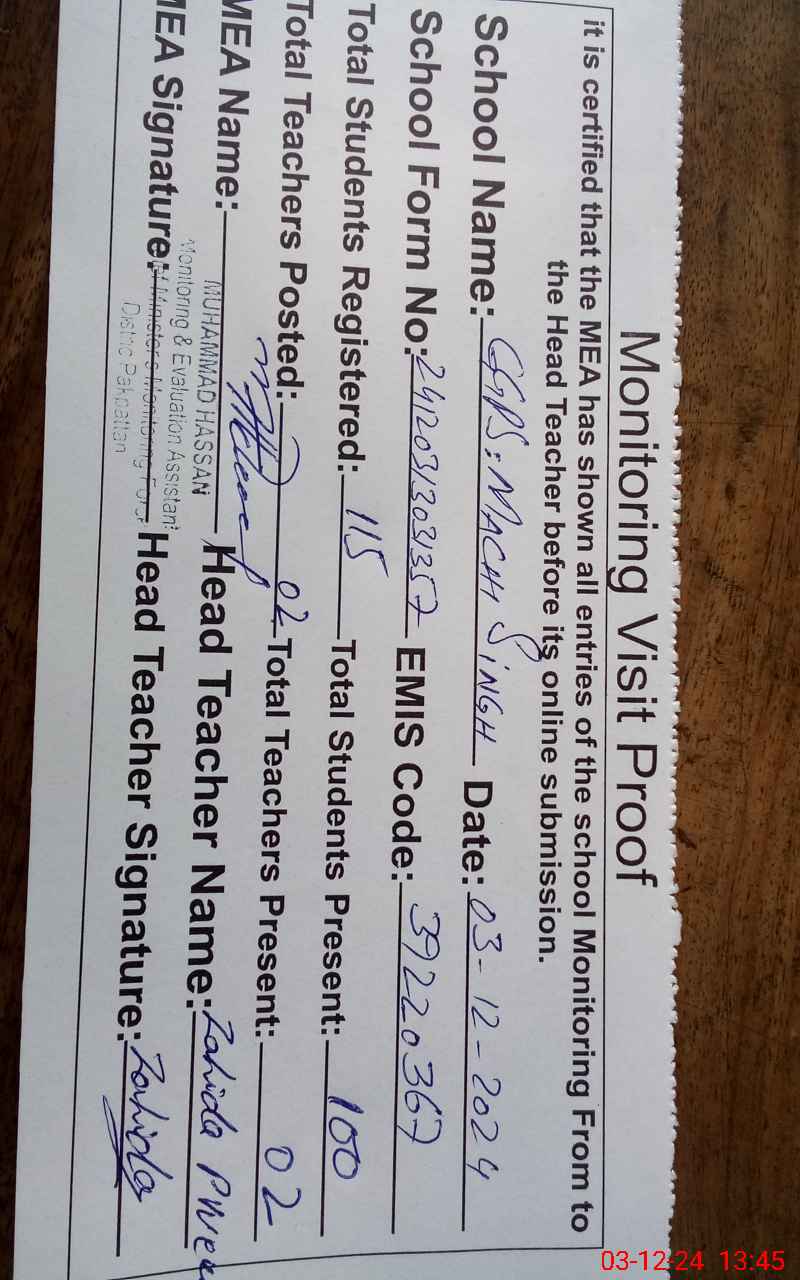 Monitoring Visit Proof
it is certified that the MEA has shown all entries of the school Monitoring From to
the Head Teacher before its online submission.
School Name: GGPS: MACHI SiNGH Date: 03-12-2024
School Form No: 24120313031357 EMIS Code: 39220367
Total Students Registered: 115 Total Students Present: 100
Total Teachers Posted: 02 Total Teachers Present: 02
MEA Name: MUHAMMAD HASSAN Head Teacher Name: Zahida
Monitoring & Evaluation Assistant
MEA Signature: Minister's Monitoring Force Head Teacher Signature: Zahida
District Pakpattan
03-12-24 13:45